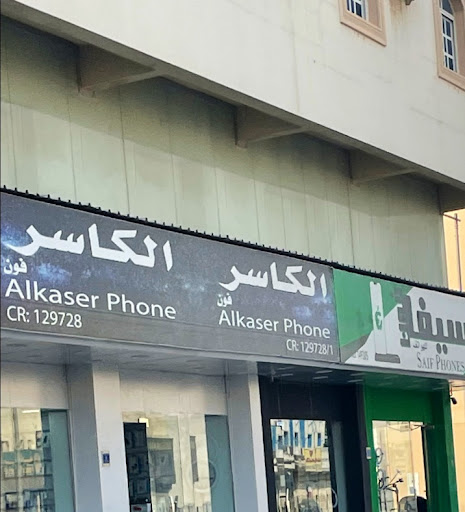 الكاسر
فون
Alkaser Phone
CR: 129728
الكاسر
فون
Alkaser Phone
CR: 129728/1
سيف
SAIF PHONES